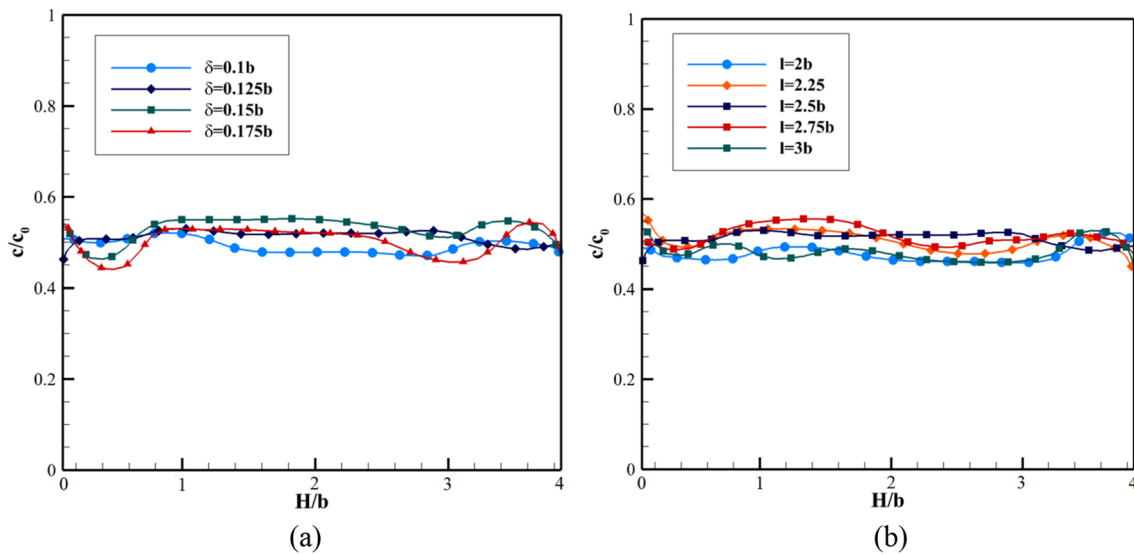 1
0.8
0.6
0.4
0.2
0
c/c0
δ=0.1b
δ=0.125b
δ=0.15b
δ=0.175b
0 1 2 3 4
H/b
(a)
1
0.8
0.6
0.4
0.2
0
c/c0
l=2b
l=2.25
l=2.5b
l=2.75b
l=3b
0 1 2 3 4
H/b
(b)